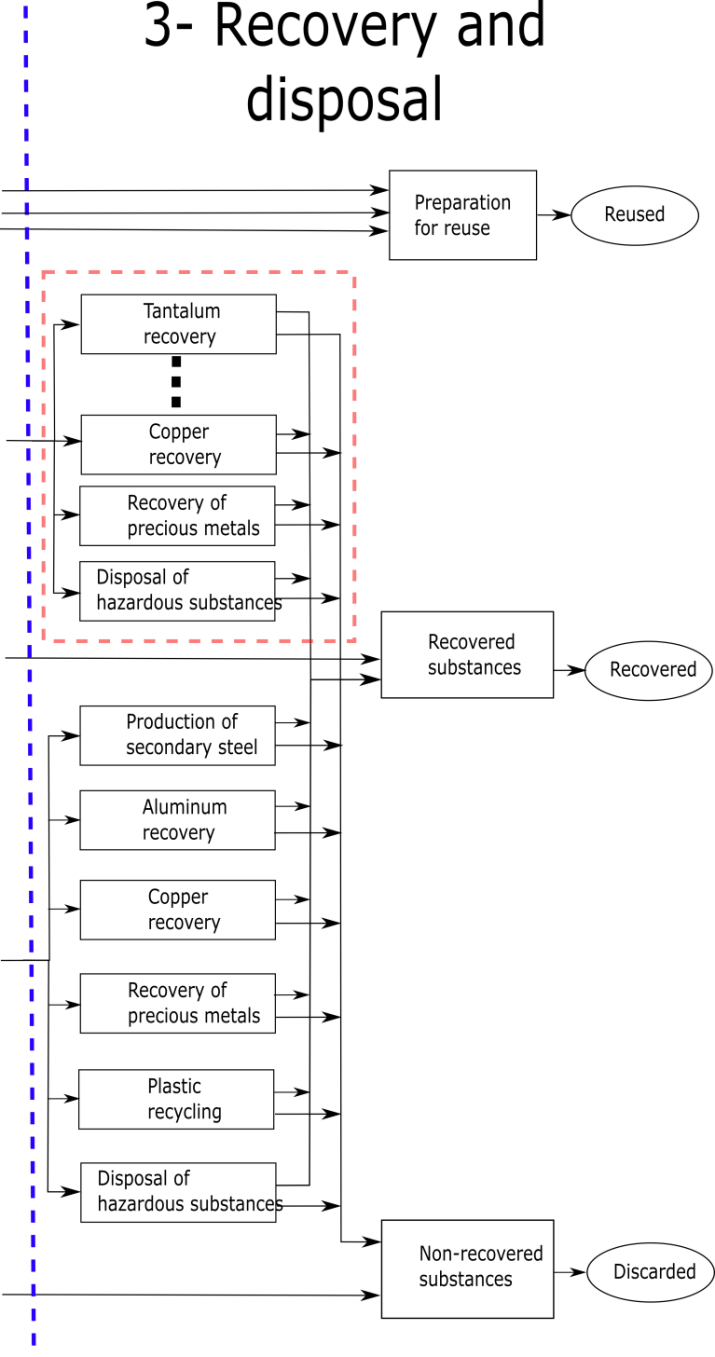 3- Recovery and
disposal
Preparation
for reuse
Reused
Tantalum
recovery
Copper
recovery
Recovery of
precious metals
Disposal of
hazardous substances
Recovered
substances
Recovered
Production of
secondary steel
Aluminum
recovery
Copper
recovery
Recovery of
precious metals
Plastic
recycling
Disposal of
hazardous substances
Non-recovered
substances
Discarded